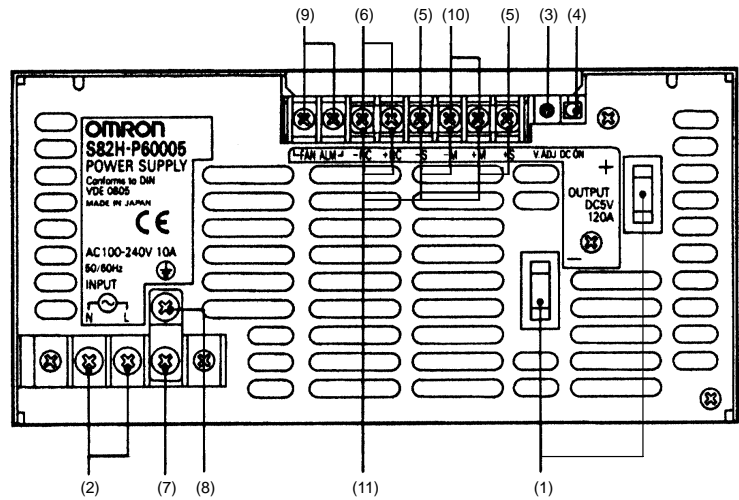 (9) (6) (5) (10) (5) (3) (4)
OMRON
S82H-P60005
POWER SUPPLY
Conforms to DIN
VDE 0805
MADE IN JAPAN
CE
AC100-240V 10A
50/60Hz
INPUT
N L
FAN ALM -RC +RC -S -M +M +S V.ADJ DC ON
+
OUTPUT
DC5V
120A
-
(2) (7) (8) (11) (1)